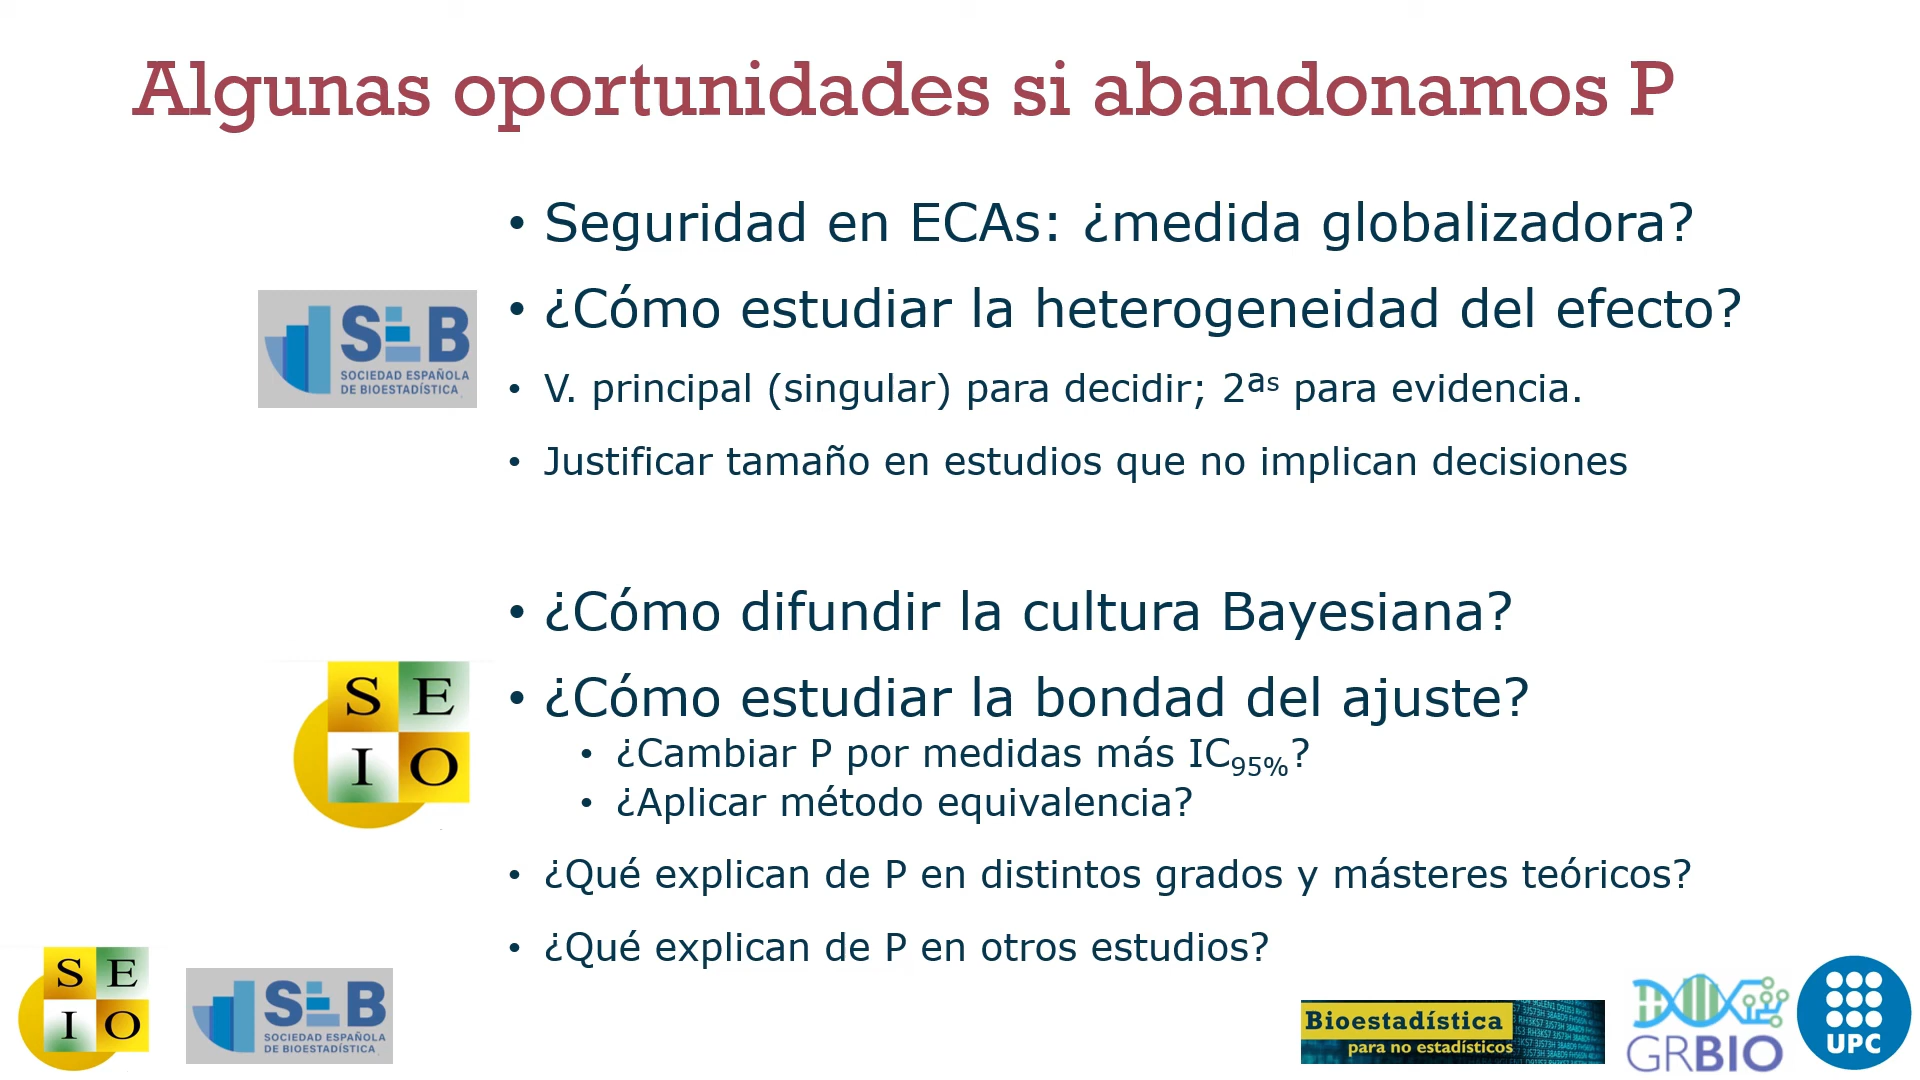 Algunas oportunidades si abandonamos P
• Seguridad en ECAs: ¿medida globalizadora?
• ¿Cómo estudiar la heterogeneidad del efecto?
• V. principal (singular) para decidir; 2ªs para evidencia.
• Justificar tamaño en estudios que no implican decisiones
SEB
SOCIEDAD ESPAÑOLA
DE BIOESTADÍSTICA
• ¿Cómo difundir la cultura Bayesiana?
• ¿Cómo estudiar la bondad del ajuste?
• ¿Cambiar P por medidas más IC95%?
• ¿Aplicar método equivalencia?
• ¿Qué explican de P en distintos grados y másteres teóricos?
• ¿Qué explican de P en otros estudios?
S E
I O
S E
I O
SEB
SOCIEDAD ESPAÑOLA
DE BIOESTADÍSTICA
Bioestadística
para no estadísticos
GRBIO
UPC